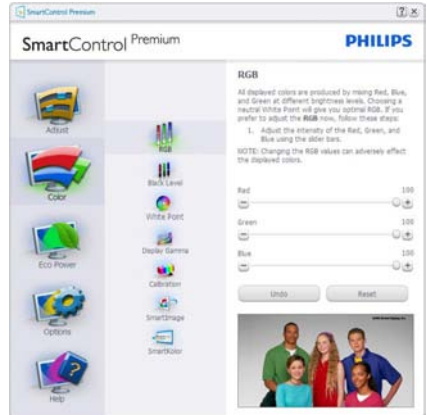 SmartControl Premium
SmartControl Premium
PHILIPS
Adjust
Color
Eco Power
Options
Help
RGB
Black Level
White Point
Display Gamma
Calibration
SmartImage
SmartKolor
RGB
All displayed colors are produced by mixing Red, Blue,
and Green at different brightness levels. Choosing a
neutral White Point will give you optimal RGB. If you
prefer to adjust the RGB now, follow these steps:
1. Adjust the intensity of the Red, Green, and
Blue using the slider bars.
NOTE: Changing the RGB values can adversely effect
the displayed colors.
Red 100
Green 100
Blue 100
Undo Reset